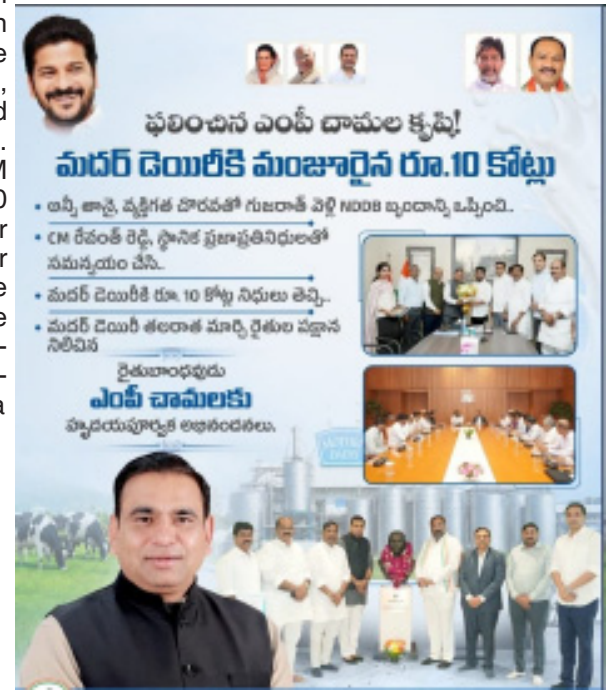 ఫలించిన ఎంపీ చామల కృషి!
మదర్ డెయిరీకి మంజూరైన రూ.10 కోట్లు
• అన్నీ తానై, వ్యక్తిగత చొరవతో గుజరాత్ వెళ్లి NDDB బృందాన్ని ఒప్పించి..
• CM రేవంత్ రెడ్డి, స్థానిక ప్రజాప్రతినిధులతో
సమన్వయం చేసి..
• మదర్ డెయిరీకి రూ. 10 కోట్ల నిధులు తెచ్చి..
• మదర్ డెయిరీ తలరాత మార్చి రైతుల పక్షాన
నిలిచిన
రైతుబాంధవుడు
ఎంపీ చామలకు
హృదయపూర్వక అభినందనలు.